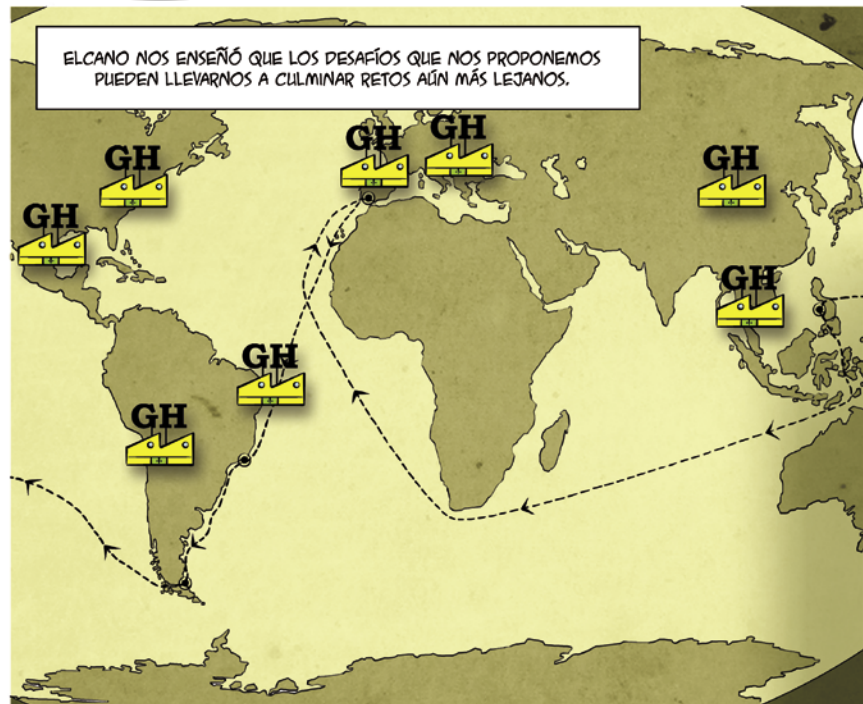 ELCANO NOS ENSEÑÓ QUE LOS DESAFÍOS QUE NOS PROPONEMOS
PUEDEN LLEVARNOS A CULMINAR RETOS AÚN MÁS LEJANOS.
GH
GH
GH
GH
GH
GH
GH
GH